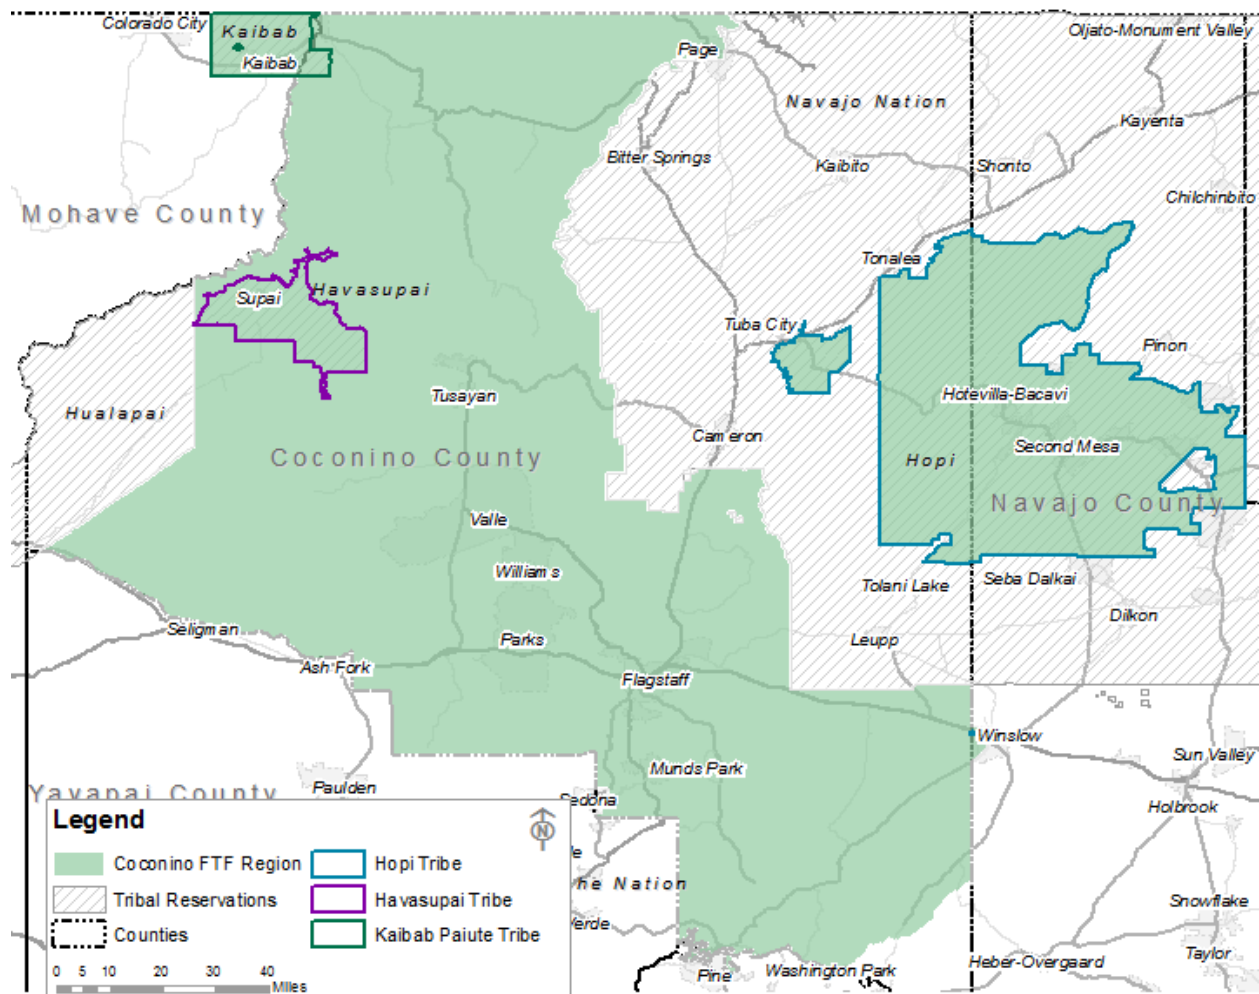 Colorado City
Kaibab
Kaibab
Page
Oljato-Monument Valley
Navajo Nation
Kayenta
Bitter Springs
Kaibito
Shonto
Chilchinbito
Mohave County
Tonalea
Supai
Havasupai
Tuba City
Pinon
Hualapai
Tusayan
Hotevilla-Bacavi
Cameron
Second Mesa
Coconino County
Hopi
Navajo County
Valle
Williams
Tolani Lake
Seba Dalkai
Dilkon
Seligman
Parks
Leupp
Ash Fork
Flagstaff
Winslow
Munds Park
Sun Valley
Yavapai County
Paulden
Sedona
Holbrook
he Nation
Verde
Snowflake
Pine
Washington Park
Heber-Overgaard
Taylor
Legend
N
Coconino FTF Region
Hopi Tribe
Tribal Reservations
Havasupai Tribe
Counties
Kaibab Paiute Tribe
0 5 10 20 30 40
Miles